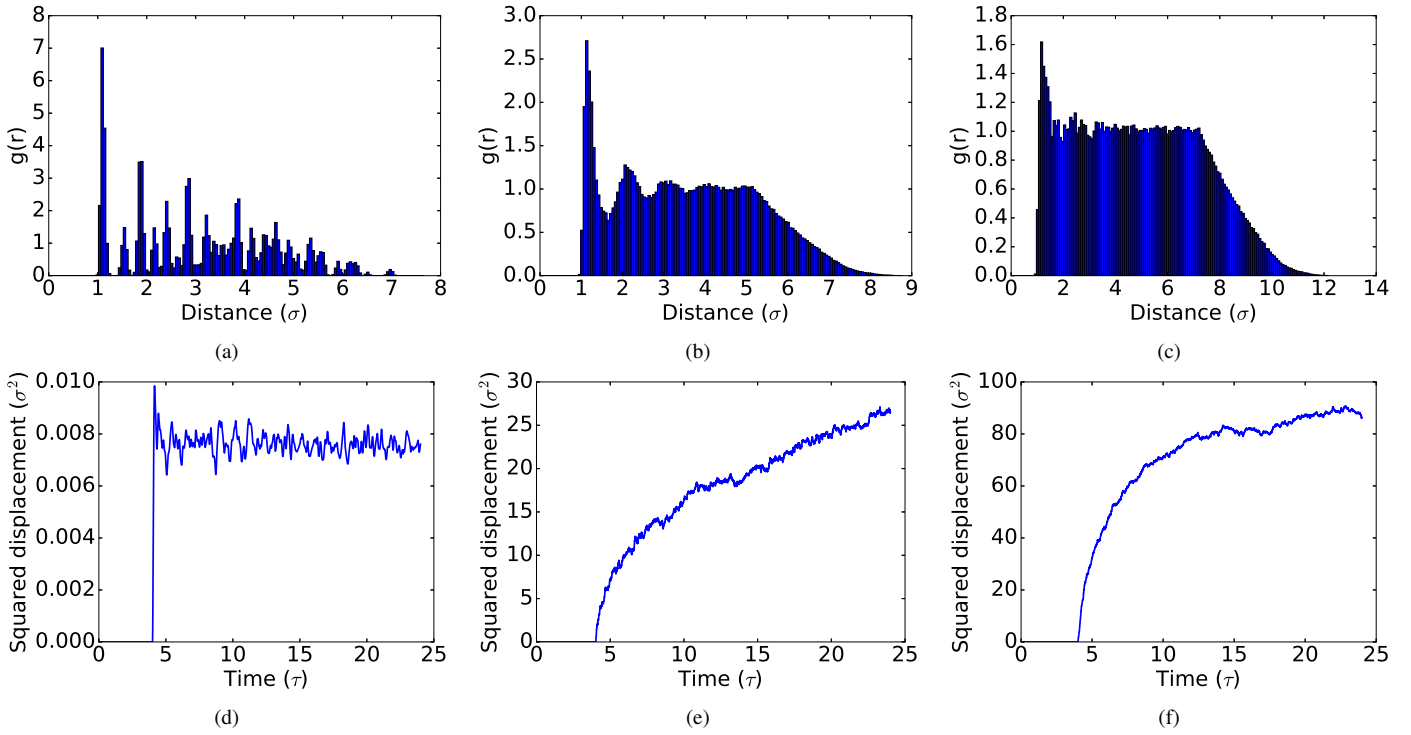 8
7
6
5
4
3
2
1
0
g(r)
0 1 2 3 4 5 6 7 8
Distance (σ)
(a)
3.0
2.5
2.0
1.5
1.0
0.5
0.0
g(r)
0 1 2 3 4 5 6 7 8 9
Distance (σ)
(b)
1.8
1.6
1.4
1.2
1.0
0.8
0.6
0.4
0.2
0.0
g(r)
0 2 4 6 8 10 12 14
Distance (σ)
(c)
0.010
0.008
0.006
0.004
0.002
0.000
Squared displacement (σ²)
0 5 10 15 20 25
Time (τ)
(d)
30
25
20
15
10
5
0
Squared displacement (σ²)
0 5 10 15 20 25
Time (τ)
(e)
100
80
60
40
20
0
Squared displacement (σ²)
0 5 10 15 20 25
Time (τ)
(f)